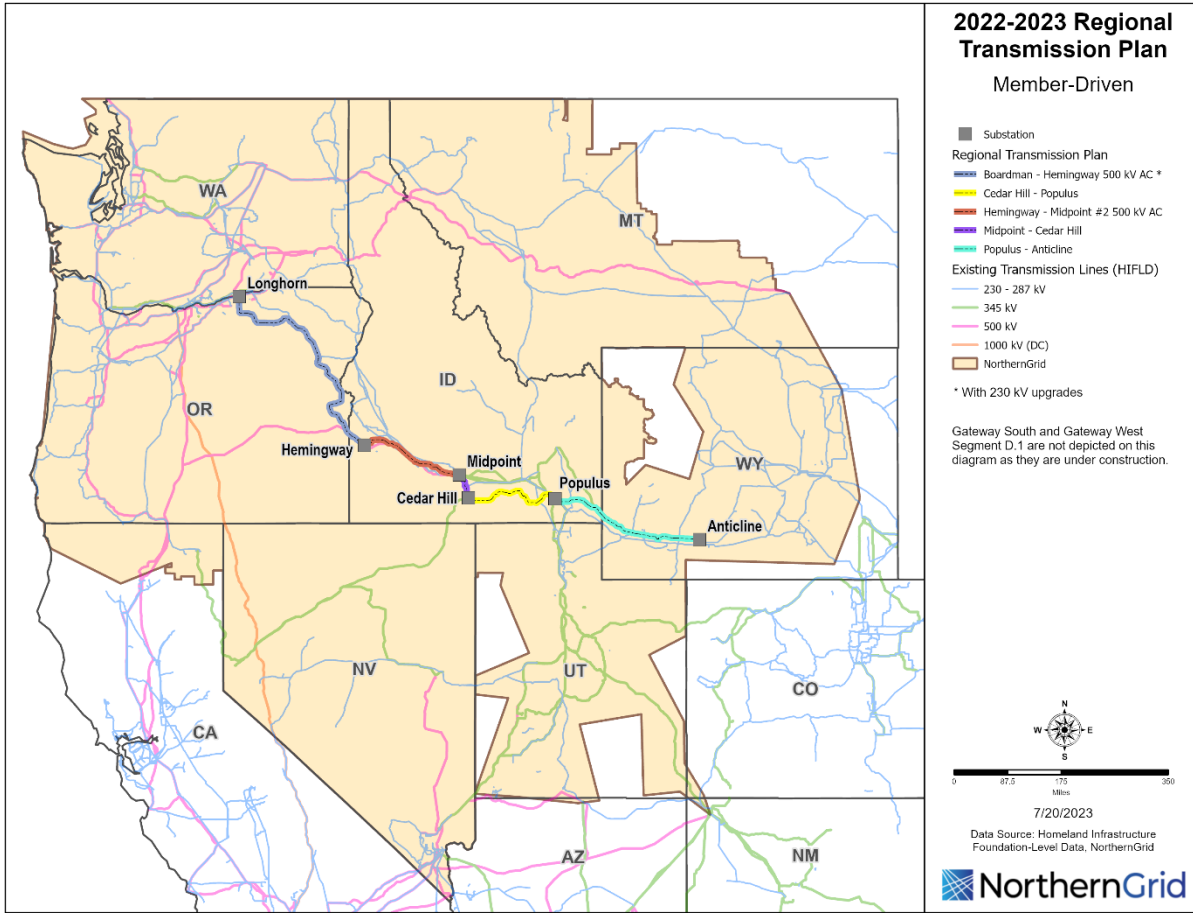 2022-2023 Regional
Transmission Plan
Member-Driven
Substation
Regional Transmission Plan
Boardman - Hemingway 500 kV AC *
Cedar Hill - Populus
Hemingway - Midpoint #2 500 kV AC
Midpoint - Cedar Hill
Populus - Anticline
Existing Transmission Lines (HIFLD)
230 - 287 kV
345 kV
500 kV
1000 kV (DC)
NorthernGrid
* With 230 kV upgrades
Gateway South and Gateway West
Segment D.1 are not depicted on this
diagram as they are under construction.
WA
MT
Longhorn
ID
OR
Hemingway
Midpoint
WY
Cedar Hill
Populus
Anticline
NV
UT
CO
CA
AZ
NM
N
W E
S
0 87.5 175 350
Miles
7/20/2023
Data Source: Homeland Infrastructure
Foundation-Level Data, NorthernGrid
NorthernGrid